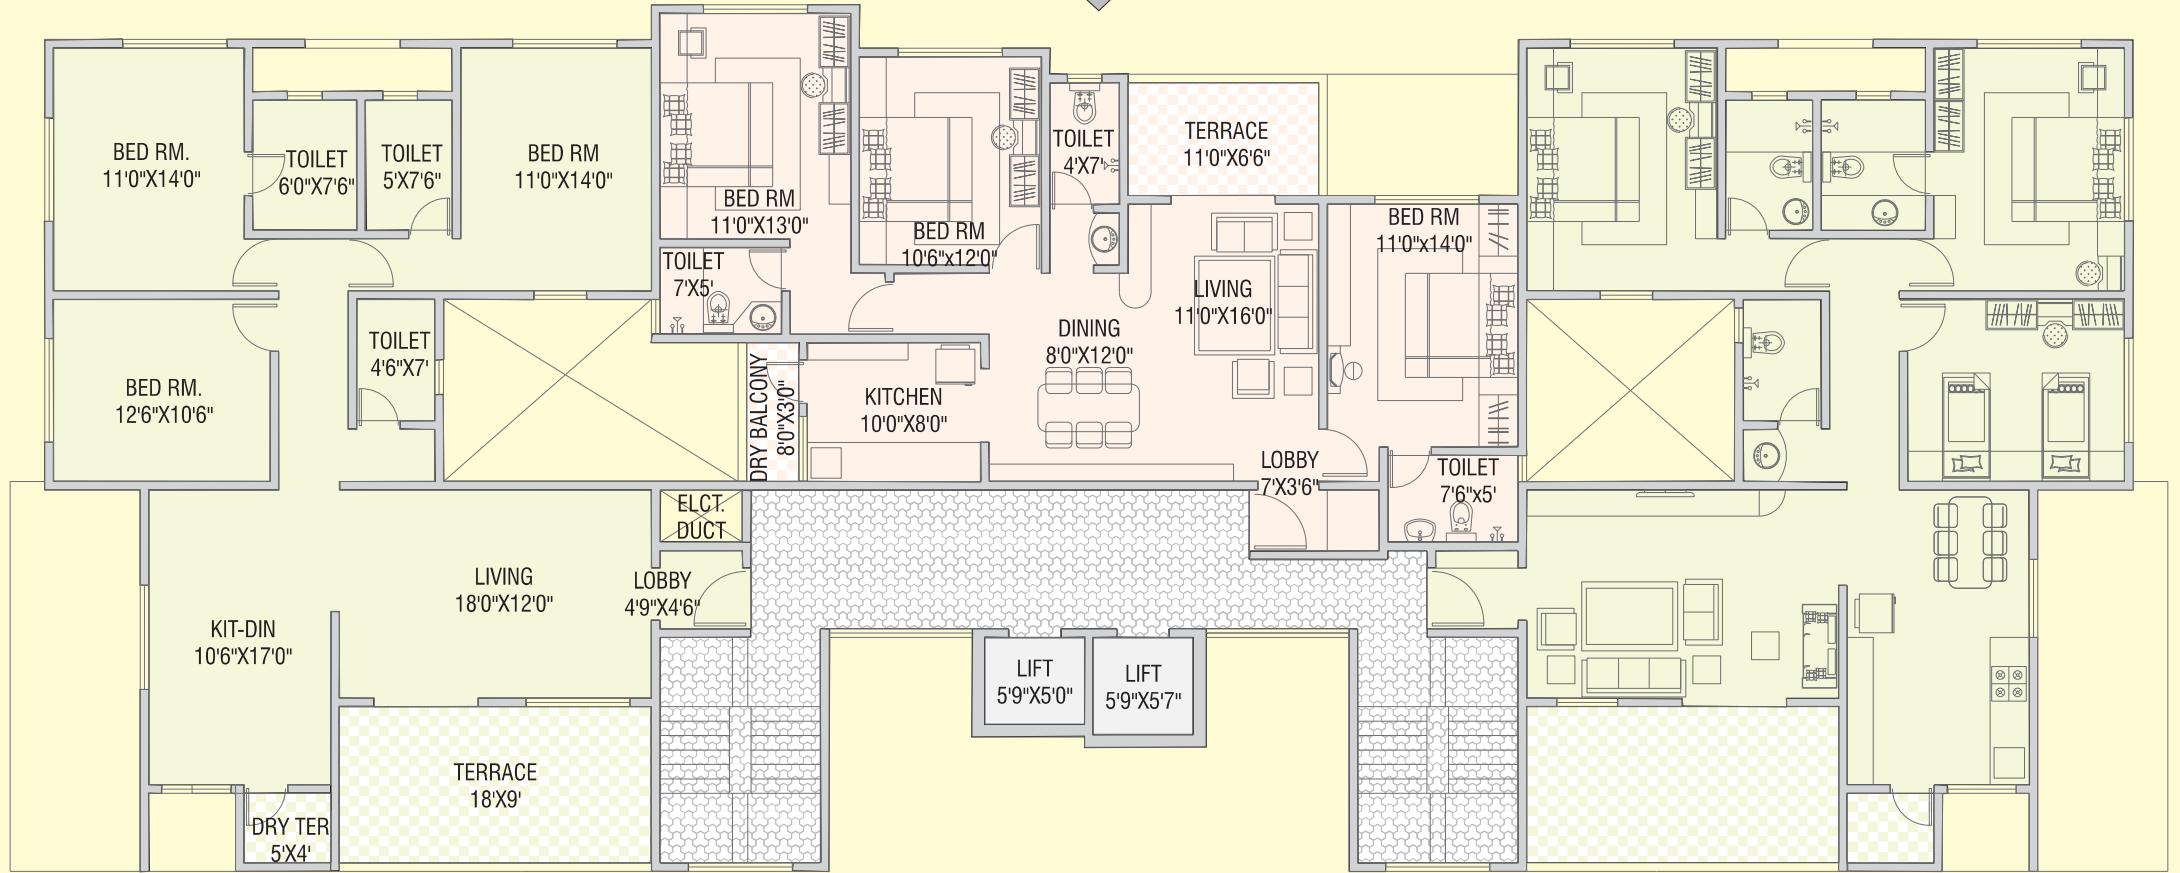 BED RM.
11'0"X14'0"
TOILET
6'0"X7'6"
TOILET
5'X7'6"
BED RM
11'0"X14'0"
BED RM
11'0"X13'0"
BED RM
10'6"x12'0"
TOILET
4'X7'
TERRACE
11'0"X6'6"
BED RM
11'0"x14'0"
TOILET
7'X5'
LIVING
11'0"X16'0"
DINING
8'0"X12'0"
TOILET
4'6"X7'
BED RM.
12'6"X10'6"
DRY BALCONY
8'0"X3'0"
KITCHEN
10'0"X8'0"
LOBBY
7'X3'6"
TOILET
7'6"x5'
ELCT.
DUCT
LIVING
18'0"X12'0"
LOBBY
4'9"X4'6"
KIT-DIN
10'6"X17'0"
LIFT
5'9"X5'0"
LIFT
5'9"X5'7"
TERRACE
18'X9'
DRY TER
5'X4'